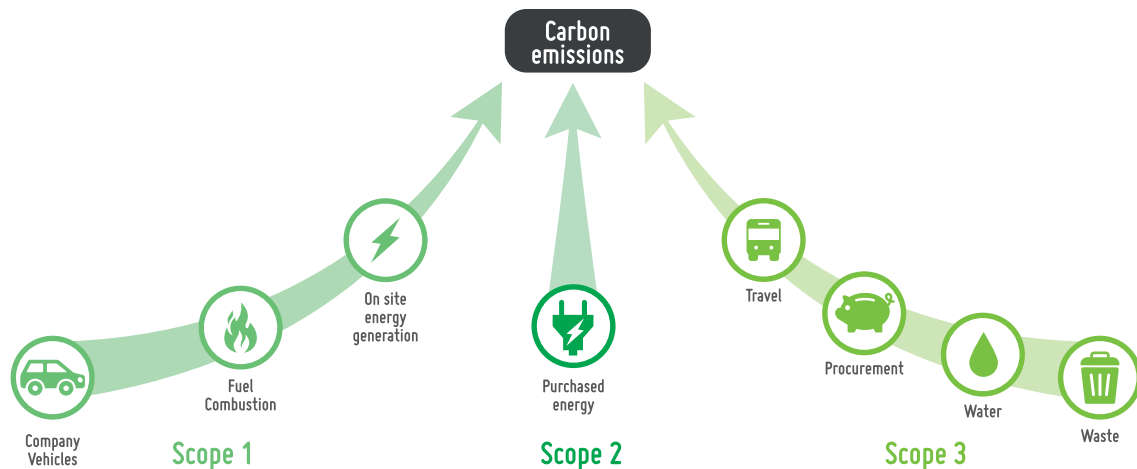 Carbon
emissions
On site
energy
generation
Fuel
Combustion
Company
Vehicles
Scope 1
Purchased
energy
Scope 2
Travel
Procurement
Water
Waste
Scope 3